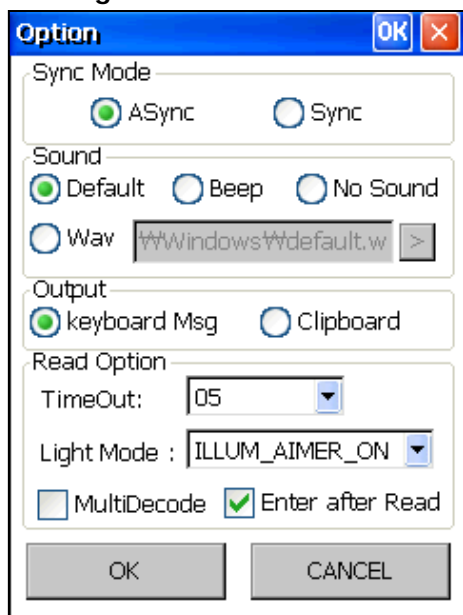 Option OK
Sync Mode
ASync Sync
Sound
Default Beep No Sound
Wav ₩Windows₩default.w >
Output
keyboard Msg Clipboard
Read Option
TimeOut: 05
Light Mode : ILLUM_AIMER_ON
MultiDecode Enter after Read
OK CANCEL